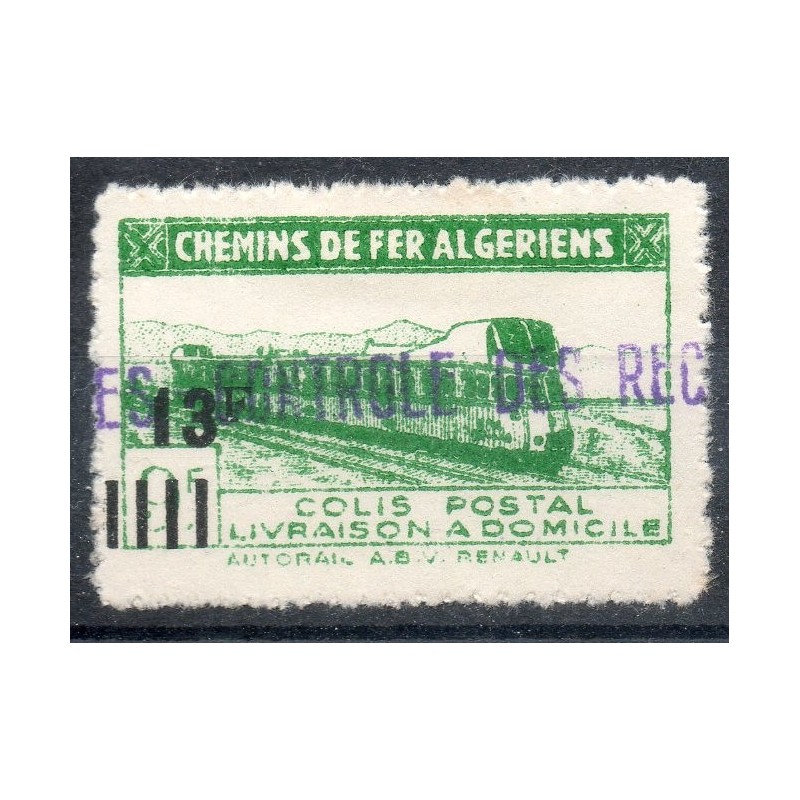 CHEMINS DE FER ALGERIENS
ES CONTROLE DES REC
13F
COLIS POSTAL
LIVRAISON A DOMICILE
AUTORAIL A.B.V. RENAULT